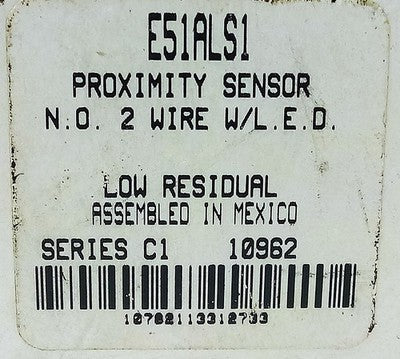 E51ALS1
PROXIMITY SENSOR
N.O. 2 WIRE W/L.E.D.
LOW RESIDUAL
ASSEMBLED IN MEXICO
SERIES C1 10962
10782113312733